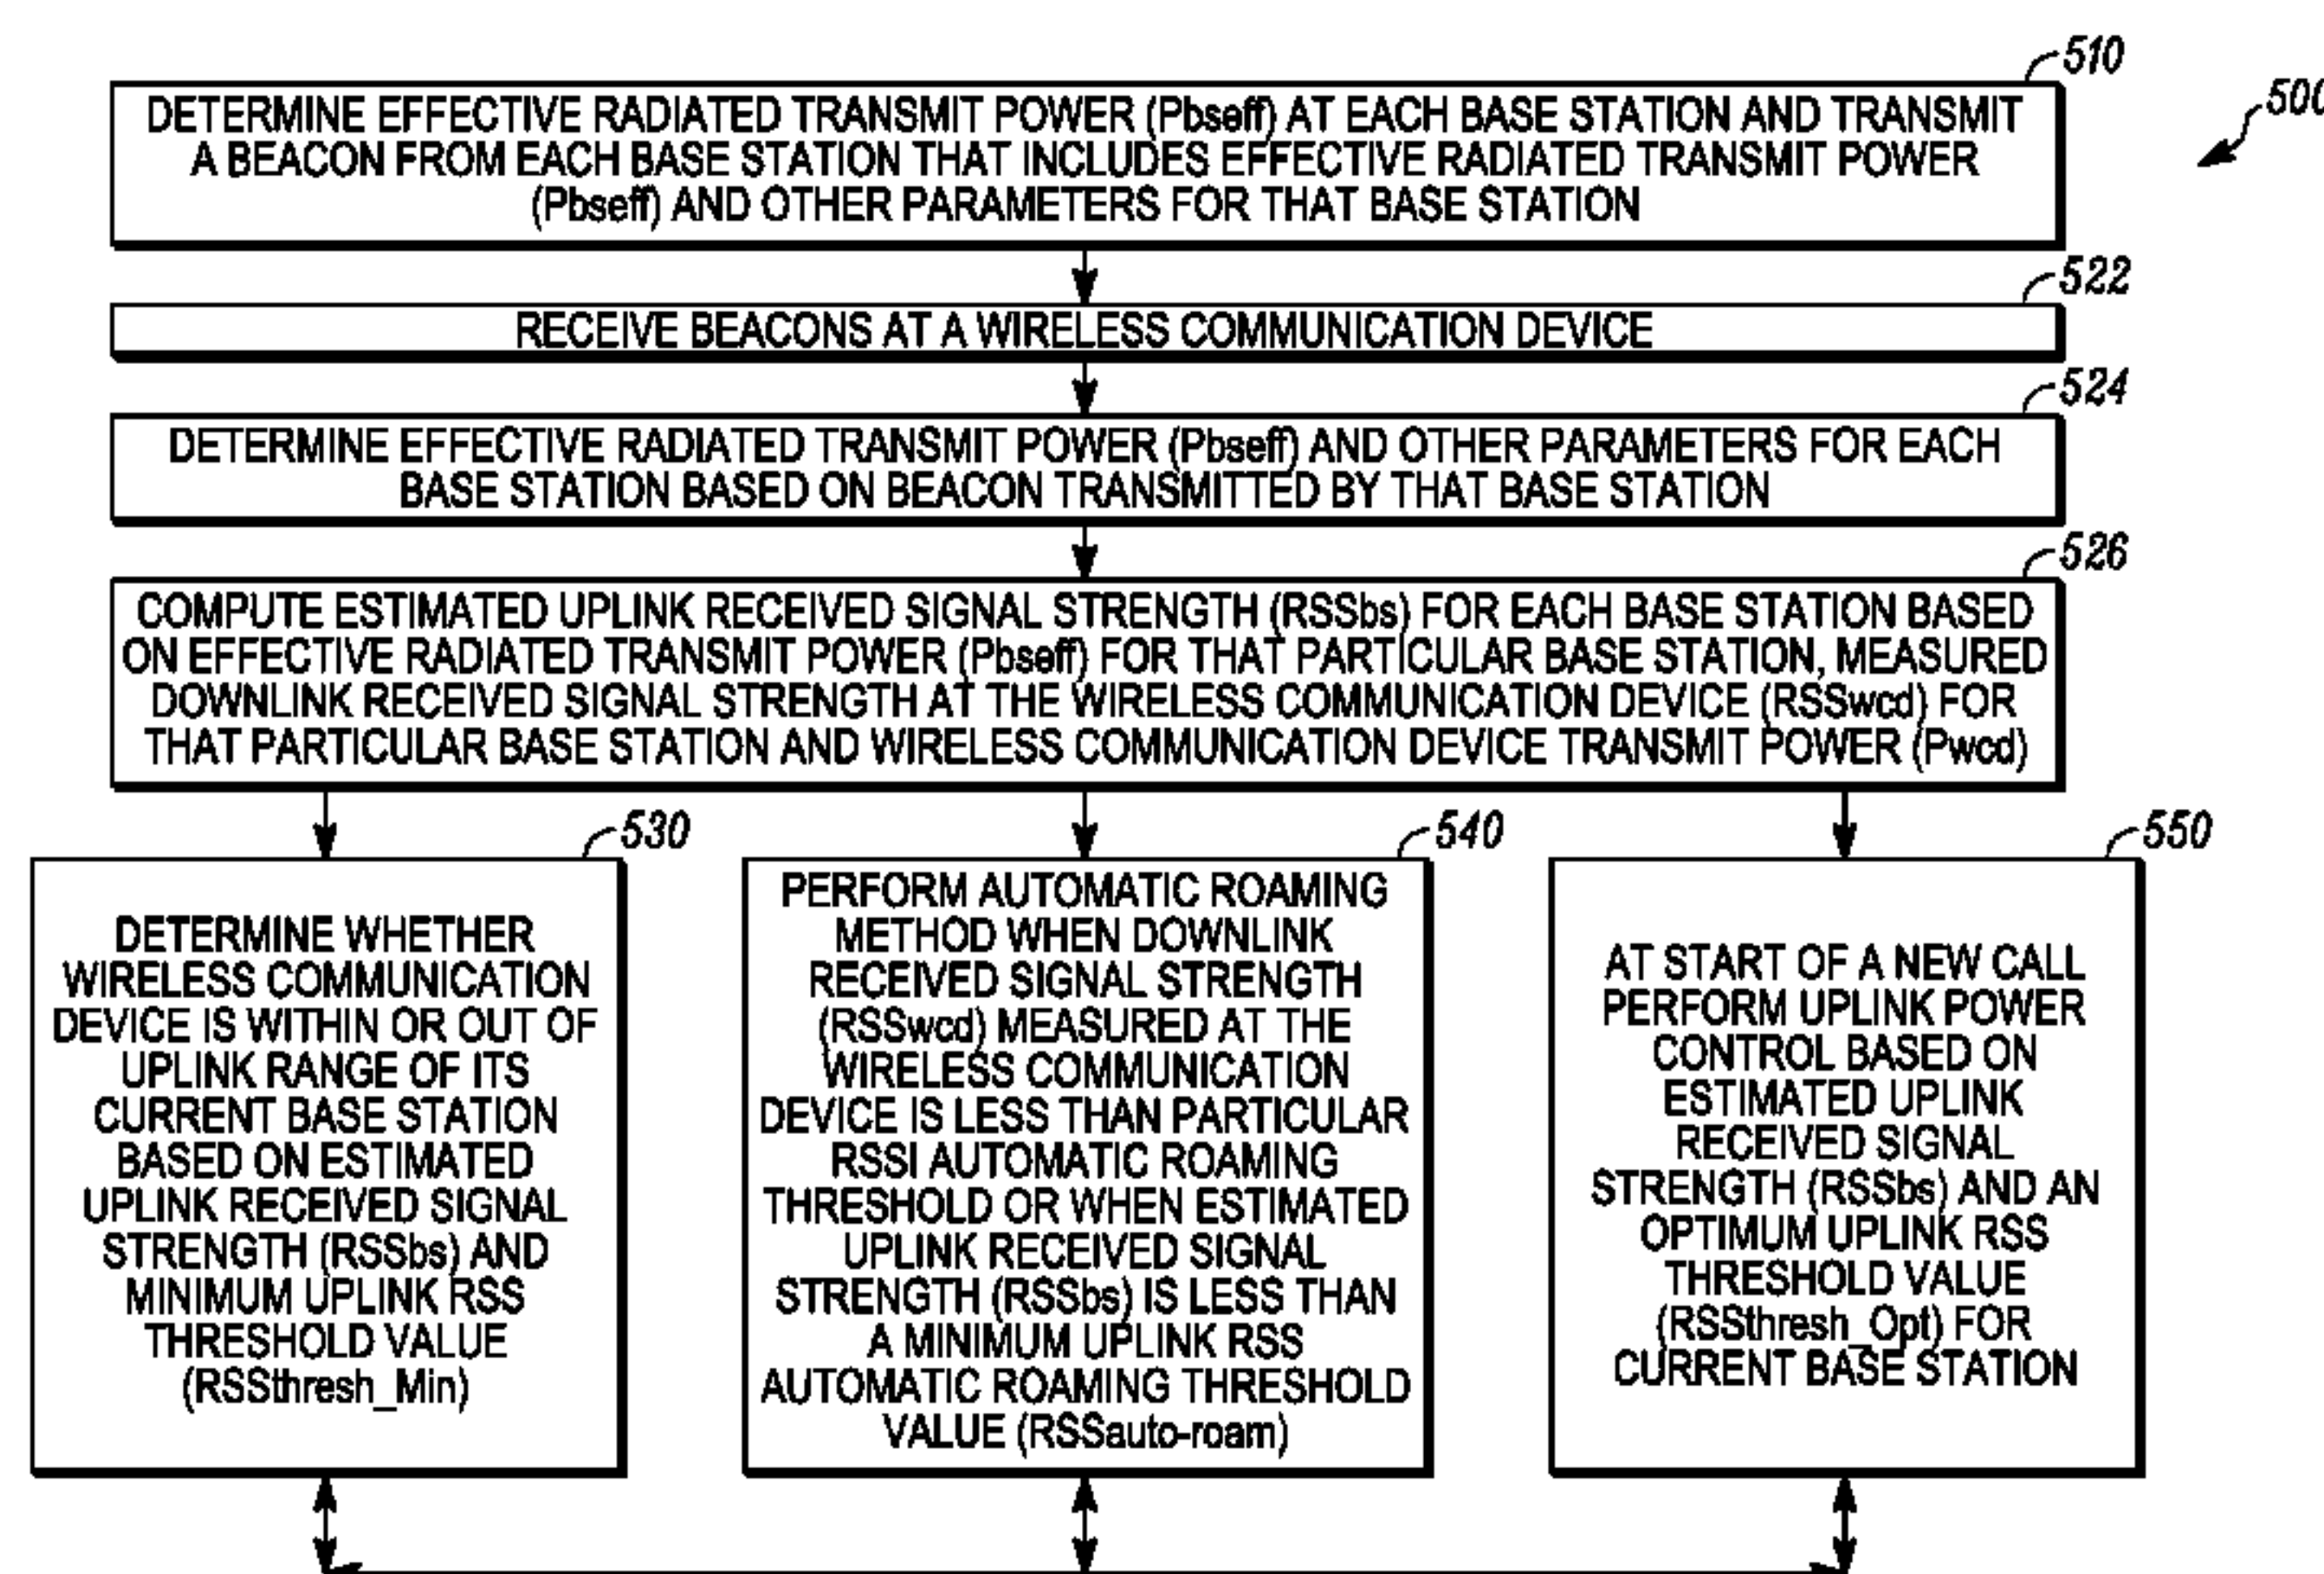 510
500
DETERMINE EFFECTIVE RADIATED TRANSMIT POWER (Pbseff) AT EACH BASE STATION AND TRANSMIT
A BEACON FROM EACH BASE STATION THAT INCLUDES EFFECTIVE RADIATED TRANSMIT POWER
(Pbseff) AND OTHER PARAMETERS FOR THAT BASE STATION
522
RECEIVE BEACONS AT A WIRELESS COMMUNICATION DEVICE
524
DETERMINE EFFECTIVE RADIATED TRANSMIT POWER (Pbseff) AND OTHER PARAMETERS FOR EACH
BASE STATION BASED ON BEACON TRANSMITTED BY THAT BASE STATION
526
COMPUTE ESTIMATED UPLINK RECEIVED SIGNAL STRENGTH (RSSbs) FOR EACH BASE STATION BASED
ON EFFECTIVE RADIATED TRANSMIT POWER (Pbseff) FOR THAT PARTICULAR BASE STATION, MEASURED
DOWNLINK RECEIVED SIGNAL STRENGTH AT THE WIRELESS COMMUNICATION DEVICE (RSSwcd) FOR
THAT PARTICULAR BASE STATION AND WIRELESS COMMUNICATION DEVICE TRANSMIT POWER (Pwcd)
530
DETERMINE WHETHER
WIRELESS COMMUNICATION
DEVICE IS WITHIN OR OUT OF
UPLINK RANGE OF ITS
CURRENT BASE STATION
BASED ON ESTIMATED
UPLINK RECEIVED SIGNAL
STRENGTH (RSSbs) AND
MINIMUM UPLINK RSS
THRESHOLD VALUE
(RSSthresh_Min)
540
PERFORM AUTOMATIC ROAMING
METHOD WHEN DOWNLINK
RECEIVED SIGNAL STRENGTH
(RSSwcd) MEASURED AT THE
WIRELESS COMMUNICATION
DEVICE IS LESS THAN PARTICULAR
RSSI AUTOMATIC ROAMING
THRESHOLD OR WHEN ESTIMATED
UPLINK RECEIVED SIGNAL
STRENGTH (RSSbs) IS LESS THAN
A MINIMUM UPLINK RSS
AUTOMATIC ROAMING THRESHOLD
VALUE (RSSauto-roam)
550
AT START OF A NEW CALL
PERFORM UPLINK POWER
CONTROL BASED ON
ESTIMATED UPLINK
RECEIVED SIGNAL
STRENGTH (RSSbs) AND AN
OPTIMUM UPLINK RSS
THRESHOLD VALUE
(RSSthresh_Opt) FOR
CURRENT BASE STATION